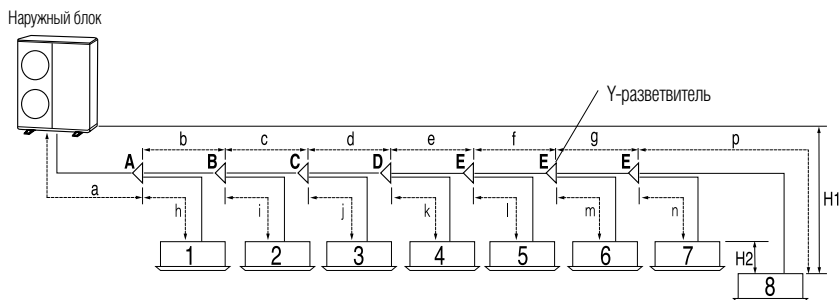 Наружный блок
Y-разветвитель
b c d e f g p
A B C D E E E
a
h i j k l m n
H1
1 2 3 4 5 6 7
H2
8